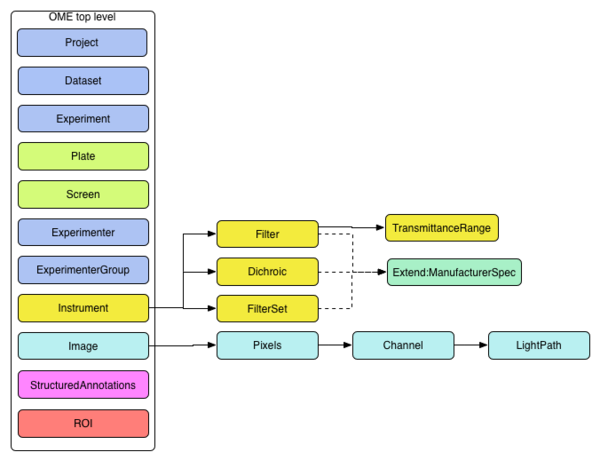 OME top level
Project
Dataset
Experiment
Plate
Screen
Experimenter
ExperimenterGroup
Instrument
Image
StructuredAnnotations
ROI
Filter
Dichroic
FilterSet
Pixels
TransmittanceRange
Extend:ManufacturerSpec
Channel
LightPath